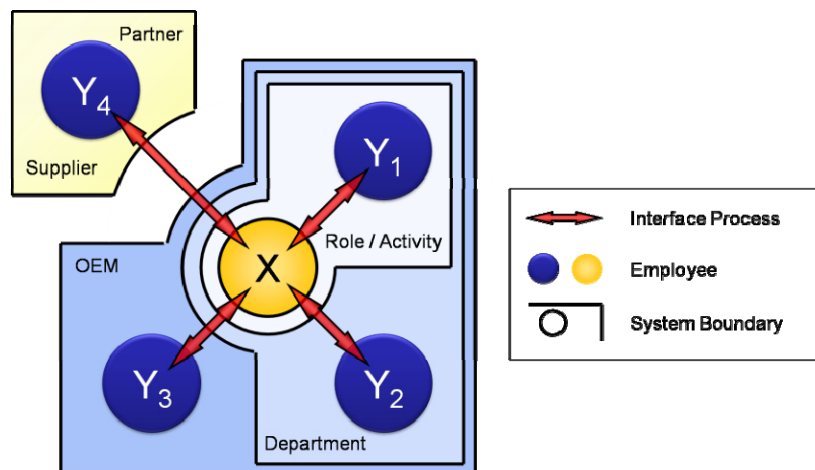 Partner
Y4
Supplier
Y1
Role / Activity
OEM
X
Y3
Y2
Department
Interface Process
Employee
System Boundary